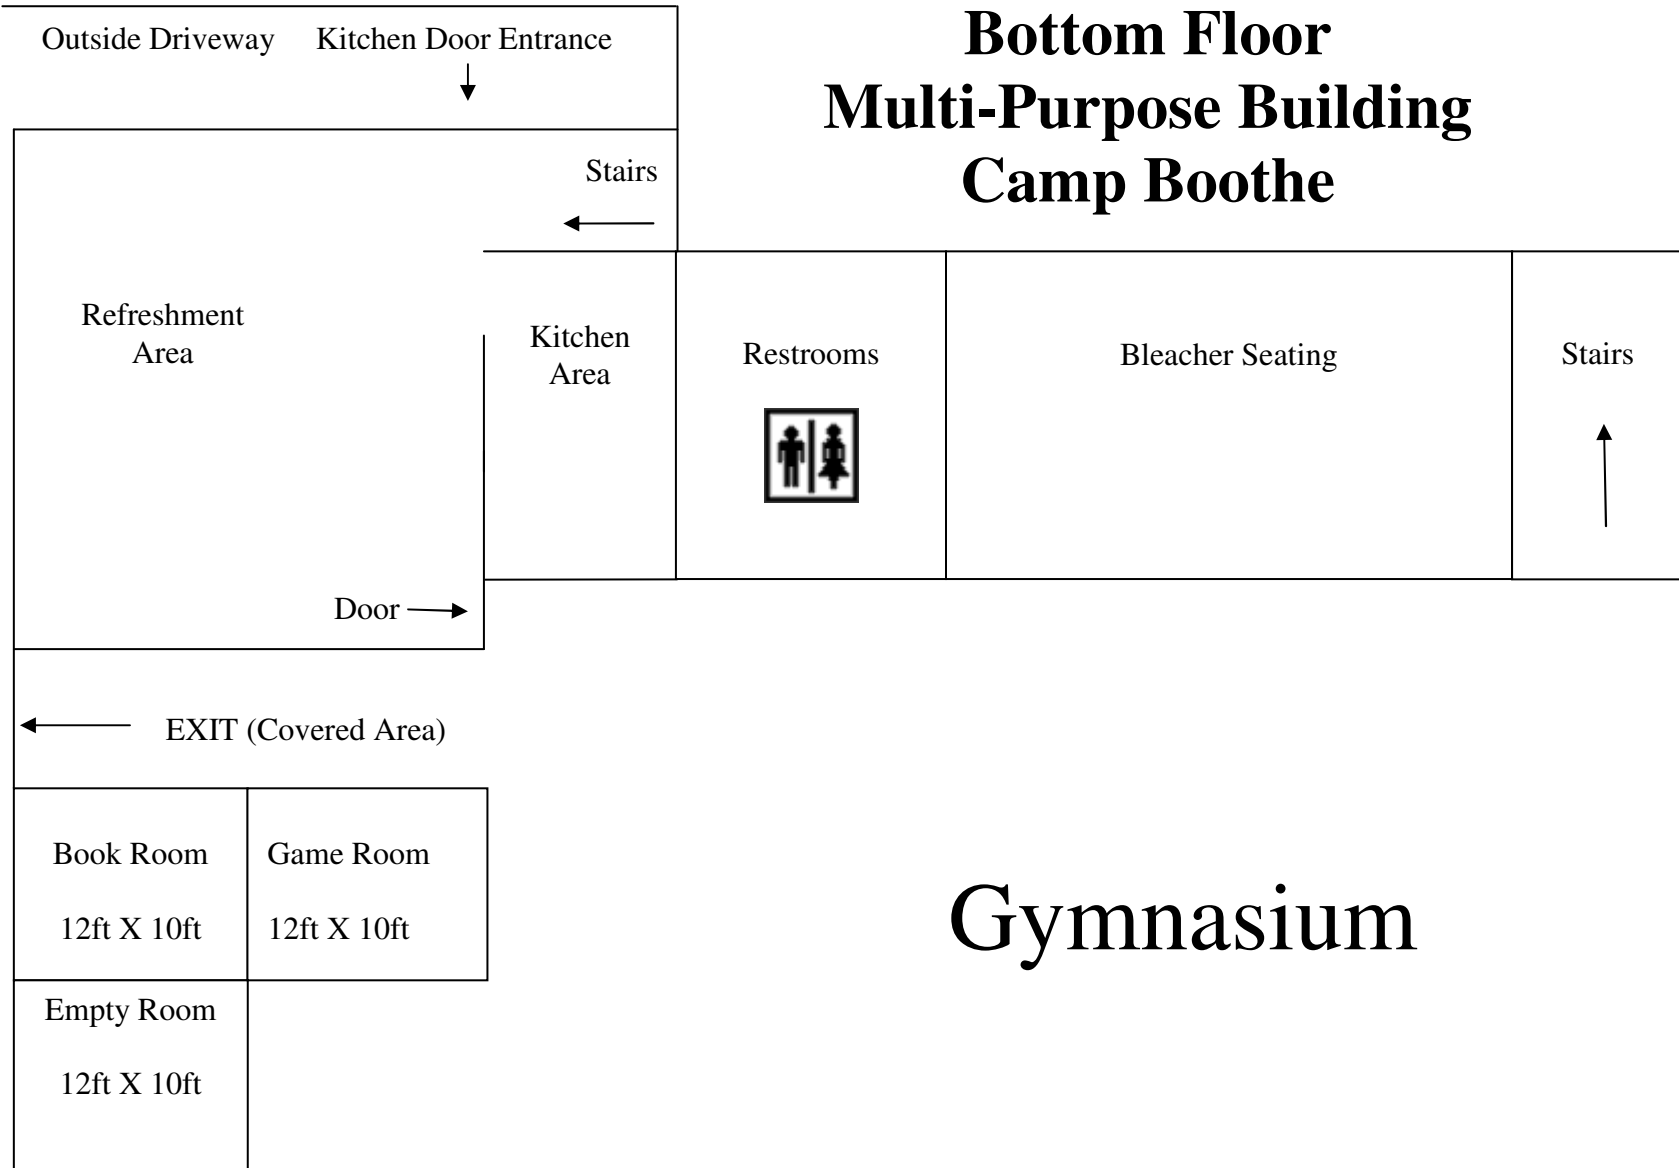 Bottom Floor
Multi-Purpose Building
Camp Boothe
Outside Driveway
Kitchen Door Entrance
Stairs
Refreshment
Area
Kitchen
Area
Restrooms
Bleacher Seating
Stairs
Door
EXIT (Covered Area)
Book Room
12ft X 10ft
Game Room
12ft X 10ft
Gymnasium
Empty Room
12ft X 10ft